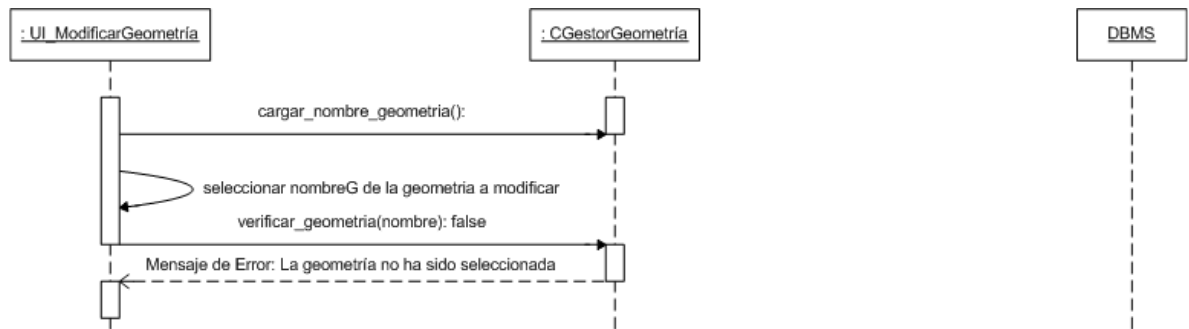 : UI_ModificarGeometría
: CGestorGeometría
DBMS
cargar_nombre_geometria():
seleccionar nombreG de la geometria a modificar
verificar_geometria(nombre): false
Mensaje de Error: La geometría no ha sido seleccionada